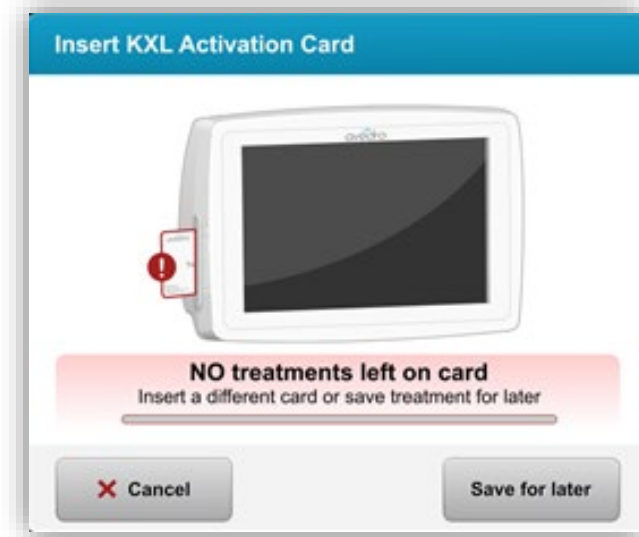 Insert KXL Activation Card
avedro
NO treatments left on card
Insert a different card or save treatment for later
Cancel
Save for later